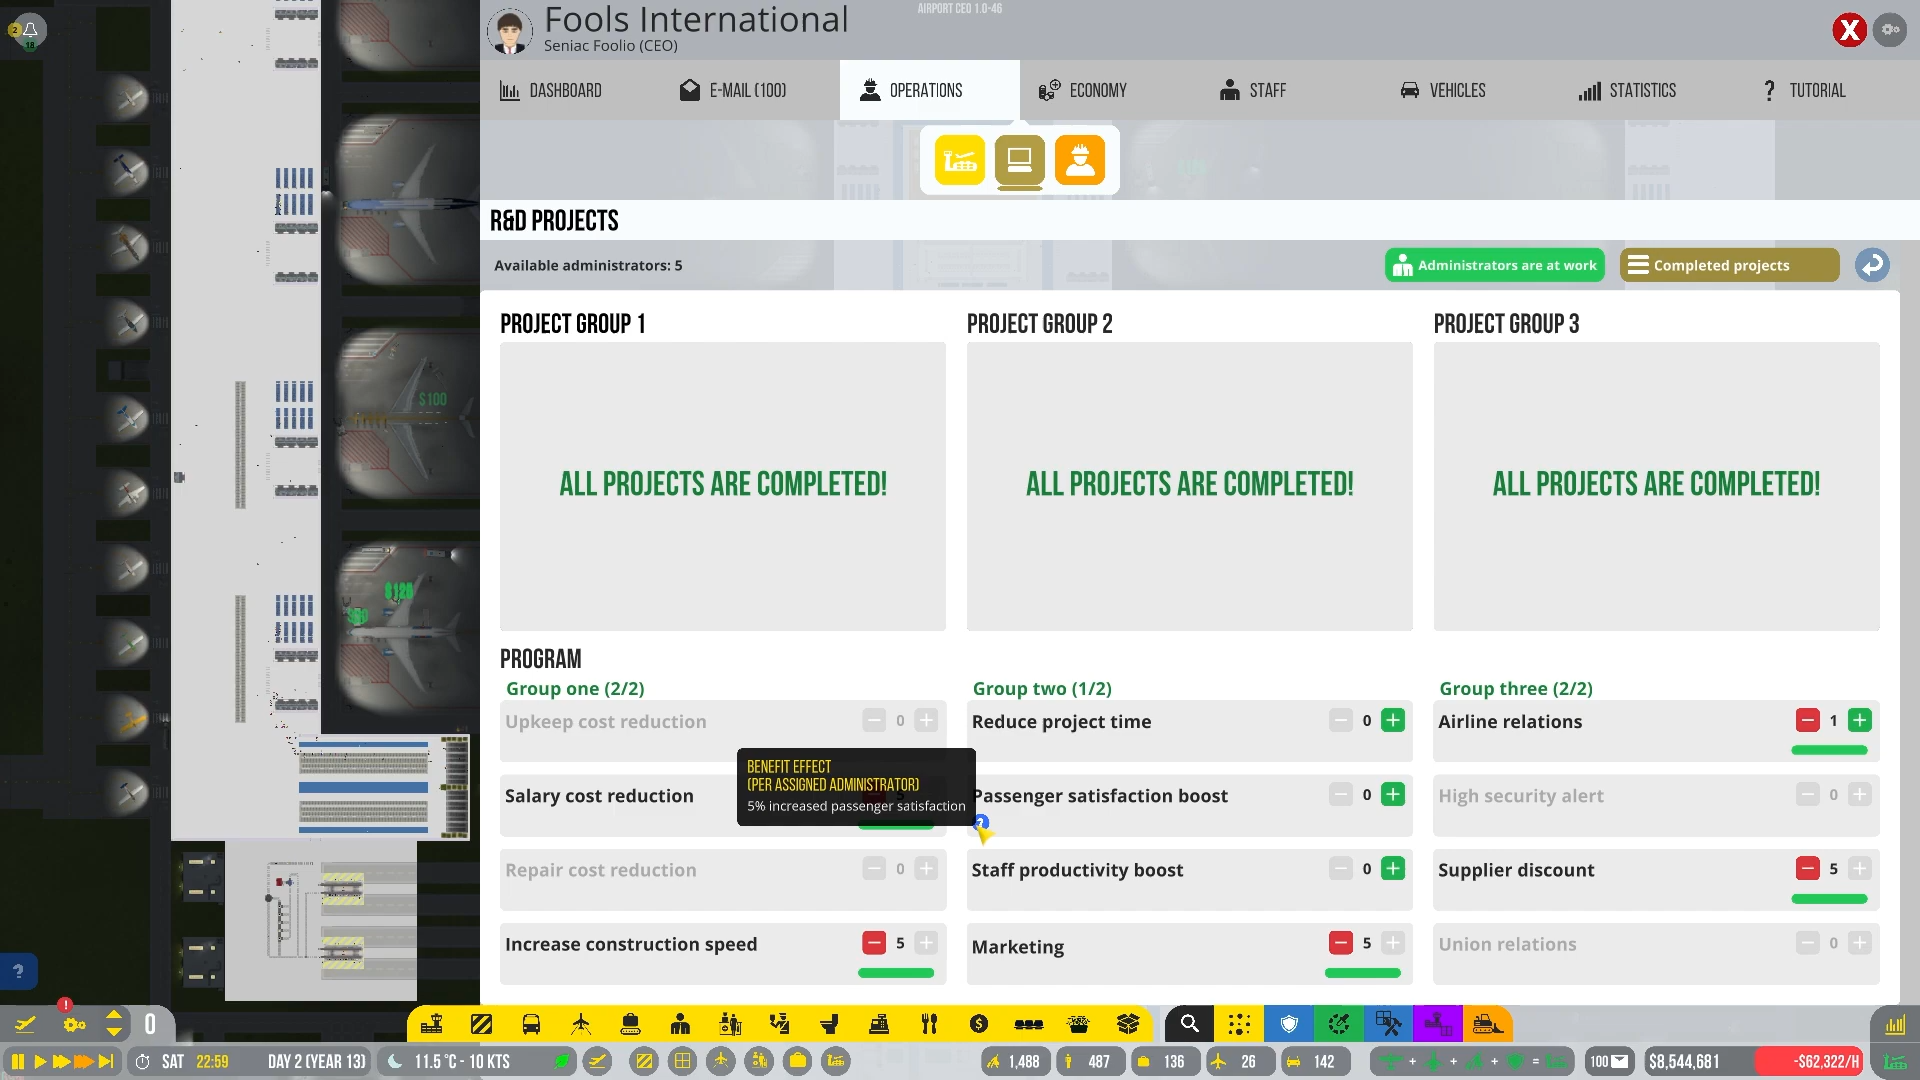 AIRPORT CEO 1.0-46
Fools International
Seniac Foolio (CEO)
X
2
18
DASHBOARD
E-MAIL (100)
OPERATIONS
ECONOMY
STAFF
VEHICLES
STATISTICS
? TUTORIAL
R&D PROJECTS
Available administrators: 5
Administrators are at work
Completed projects
PROJECT GROUP 1
PROJECT GROUP 2
PROJECT GROUP 3
ALL PROJECTS ARE COMPLETED!
ALL PROJECTS ARE COMPLETED!
ALL PROJECTS ARE COMPLETED!
$100
$125
PROGRAM
Group one (2/2)
Group two (1/2)
Group three (2/2)
Upkeep cost reduction
0
Reduce project time
0
Airline relations
1
BENEFIT EFFECT
(PER ASSIGNED ADMINISTRATOR)
5% increased passenger satisfaction
Salary cost reduction
Passenger satisfaction boost
0
High security alert
0
Repair cost reduction
0
Staff productivity boost
0
Supplier discount
5
Increase construction speed
5
Marketing
5
Union relations
0
?
!
0
SAT 22:59
DAY 2 (YEAR 13)
11.5°C - 10 KTS
1,488
487
136
26
142
100
$8,544,681
-$62,322/H